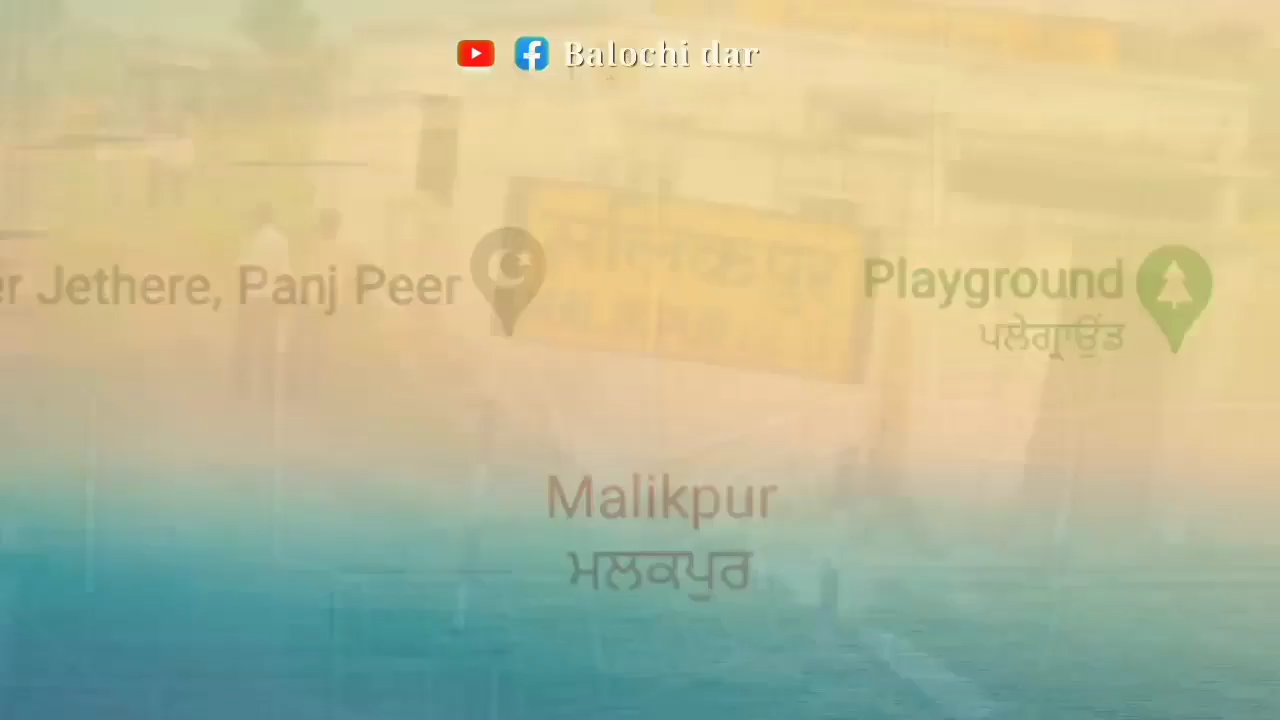 Balochi dar
er Jethere, Panj Peer
Playground
ਪਲੇਗ੍ਰਾਉਂਡ
Malikpur
ਮਲਕਪੁਰ